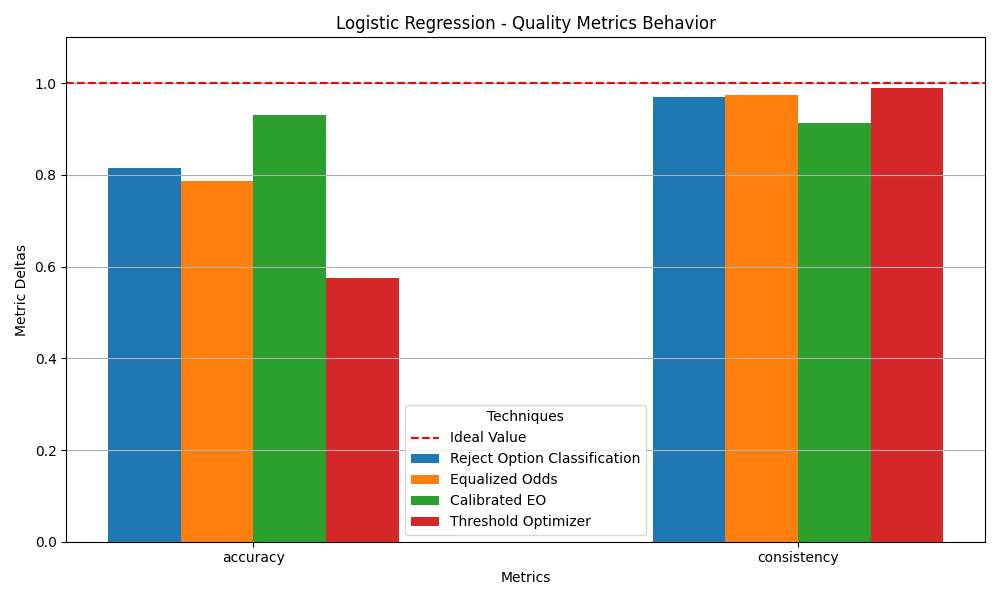 Logistic Regression - Quality Metrics Behavior
Metric Deltas
1.0
0.8
0.6
0.4
0.2
0.0
Techniques
Ideal Value
Reject Option Classification
Equalized Odds
Calibrated EO
Threshold Optimizer
accuracy
consistency
Metrics